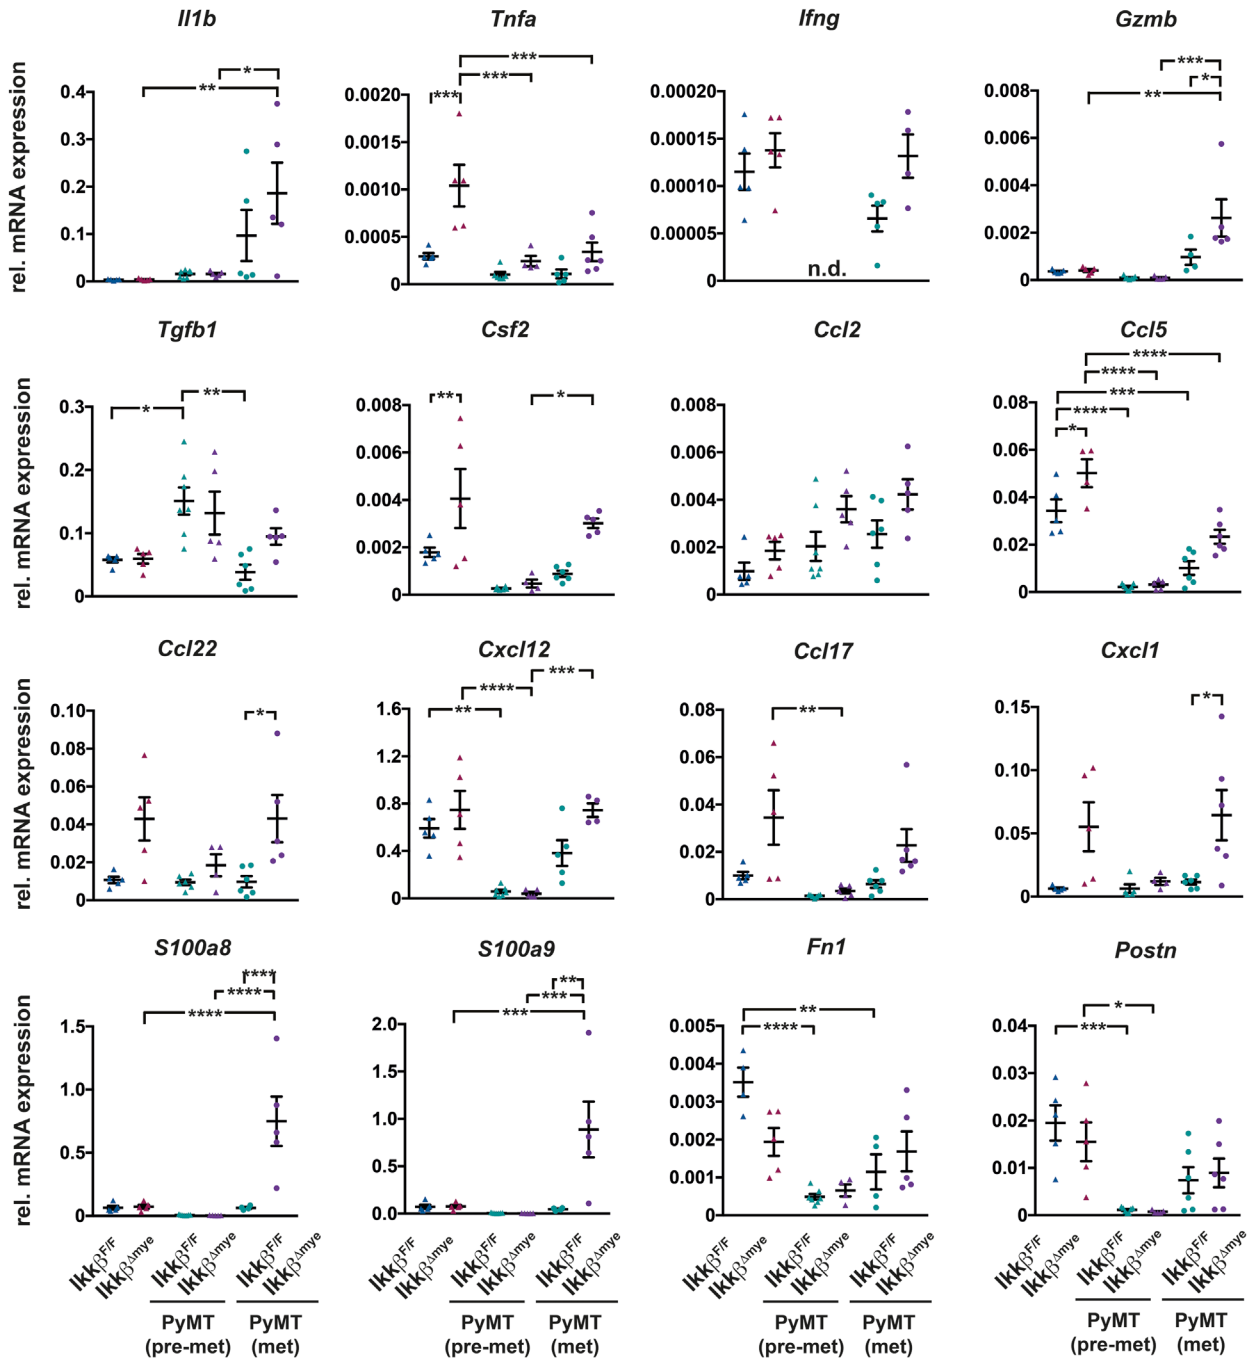 Il1b Tnfa Ifng Gzmb
rel. mRNA expression
0.4 0.3 0.2 0.1 0
** *
0.0020 0.0015 0.0010 0.0005 0
*** *** ***
0.00020 0.00015 0.00010 0.00005 0
n.d.
0.008 0.006 0.004 0.002 0
** * ***
Tgfb1 Csf2 Ccl2 Ccl5
rel. mRNA expression
0.3 0.2 0.1 0
* **
0.008 0.006 0.004 0.002 0
** *
0.008 0.006 0.004 0.002 0
0.08 0.06 0.04 0.02 0
* **** *** **** ****
Ccl22 Cxcl12 Ccl17 Cxcl1
rel. mRNA expression
0.10 0.08 0.06 0.04 0.02 0
*
1.6 1.2 0.8 0.4 0
** **** ***
0.08 0.06 0.04 0.02 0
**
0.15 0.10 0.05 0
*
S100a8 S100a9 Fn1 Postn
rel. mRNA expression
1.5 1.0 0.5 0
**** **** ****
2.0 1.5 1.0 0.5 0.0
*** *** **
0.005 0.004 0.003 0.002 0.001 0
**** **
0.04 0.03 0.02 0.01 0
*** *
IkkβF/F IkkβΔmye IkkβF/F IkkβΔmye IkkβF/F IkkβΔmye
PyMT PyMT
(pre-met) (met)
IkkβF/F IkkβΔmye IkkβF/F IkkβΔmye IkkβF/F IkkβΔmye
PyMT PyMT
(pre-met) (met)
IkkβF/F IkkβΔmye IkkβF/F IkkβΔmye IkkβF/F IkkβΔmye
PyMT PyMT
(pre-met) (met)
IkkβF/F IkkβΔmye IkkβF/F IkkβΔmye IkkβF/F IkkβΔmye
PyMT PyMT
(pre-met) (met)